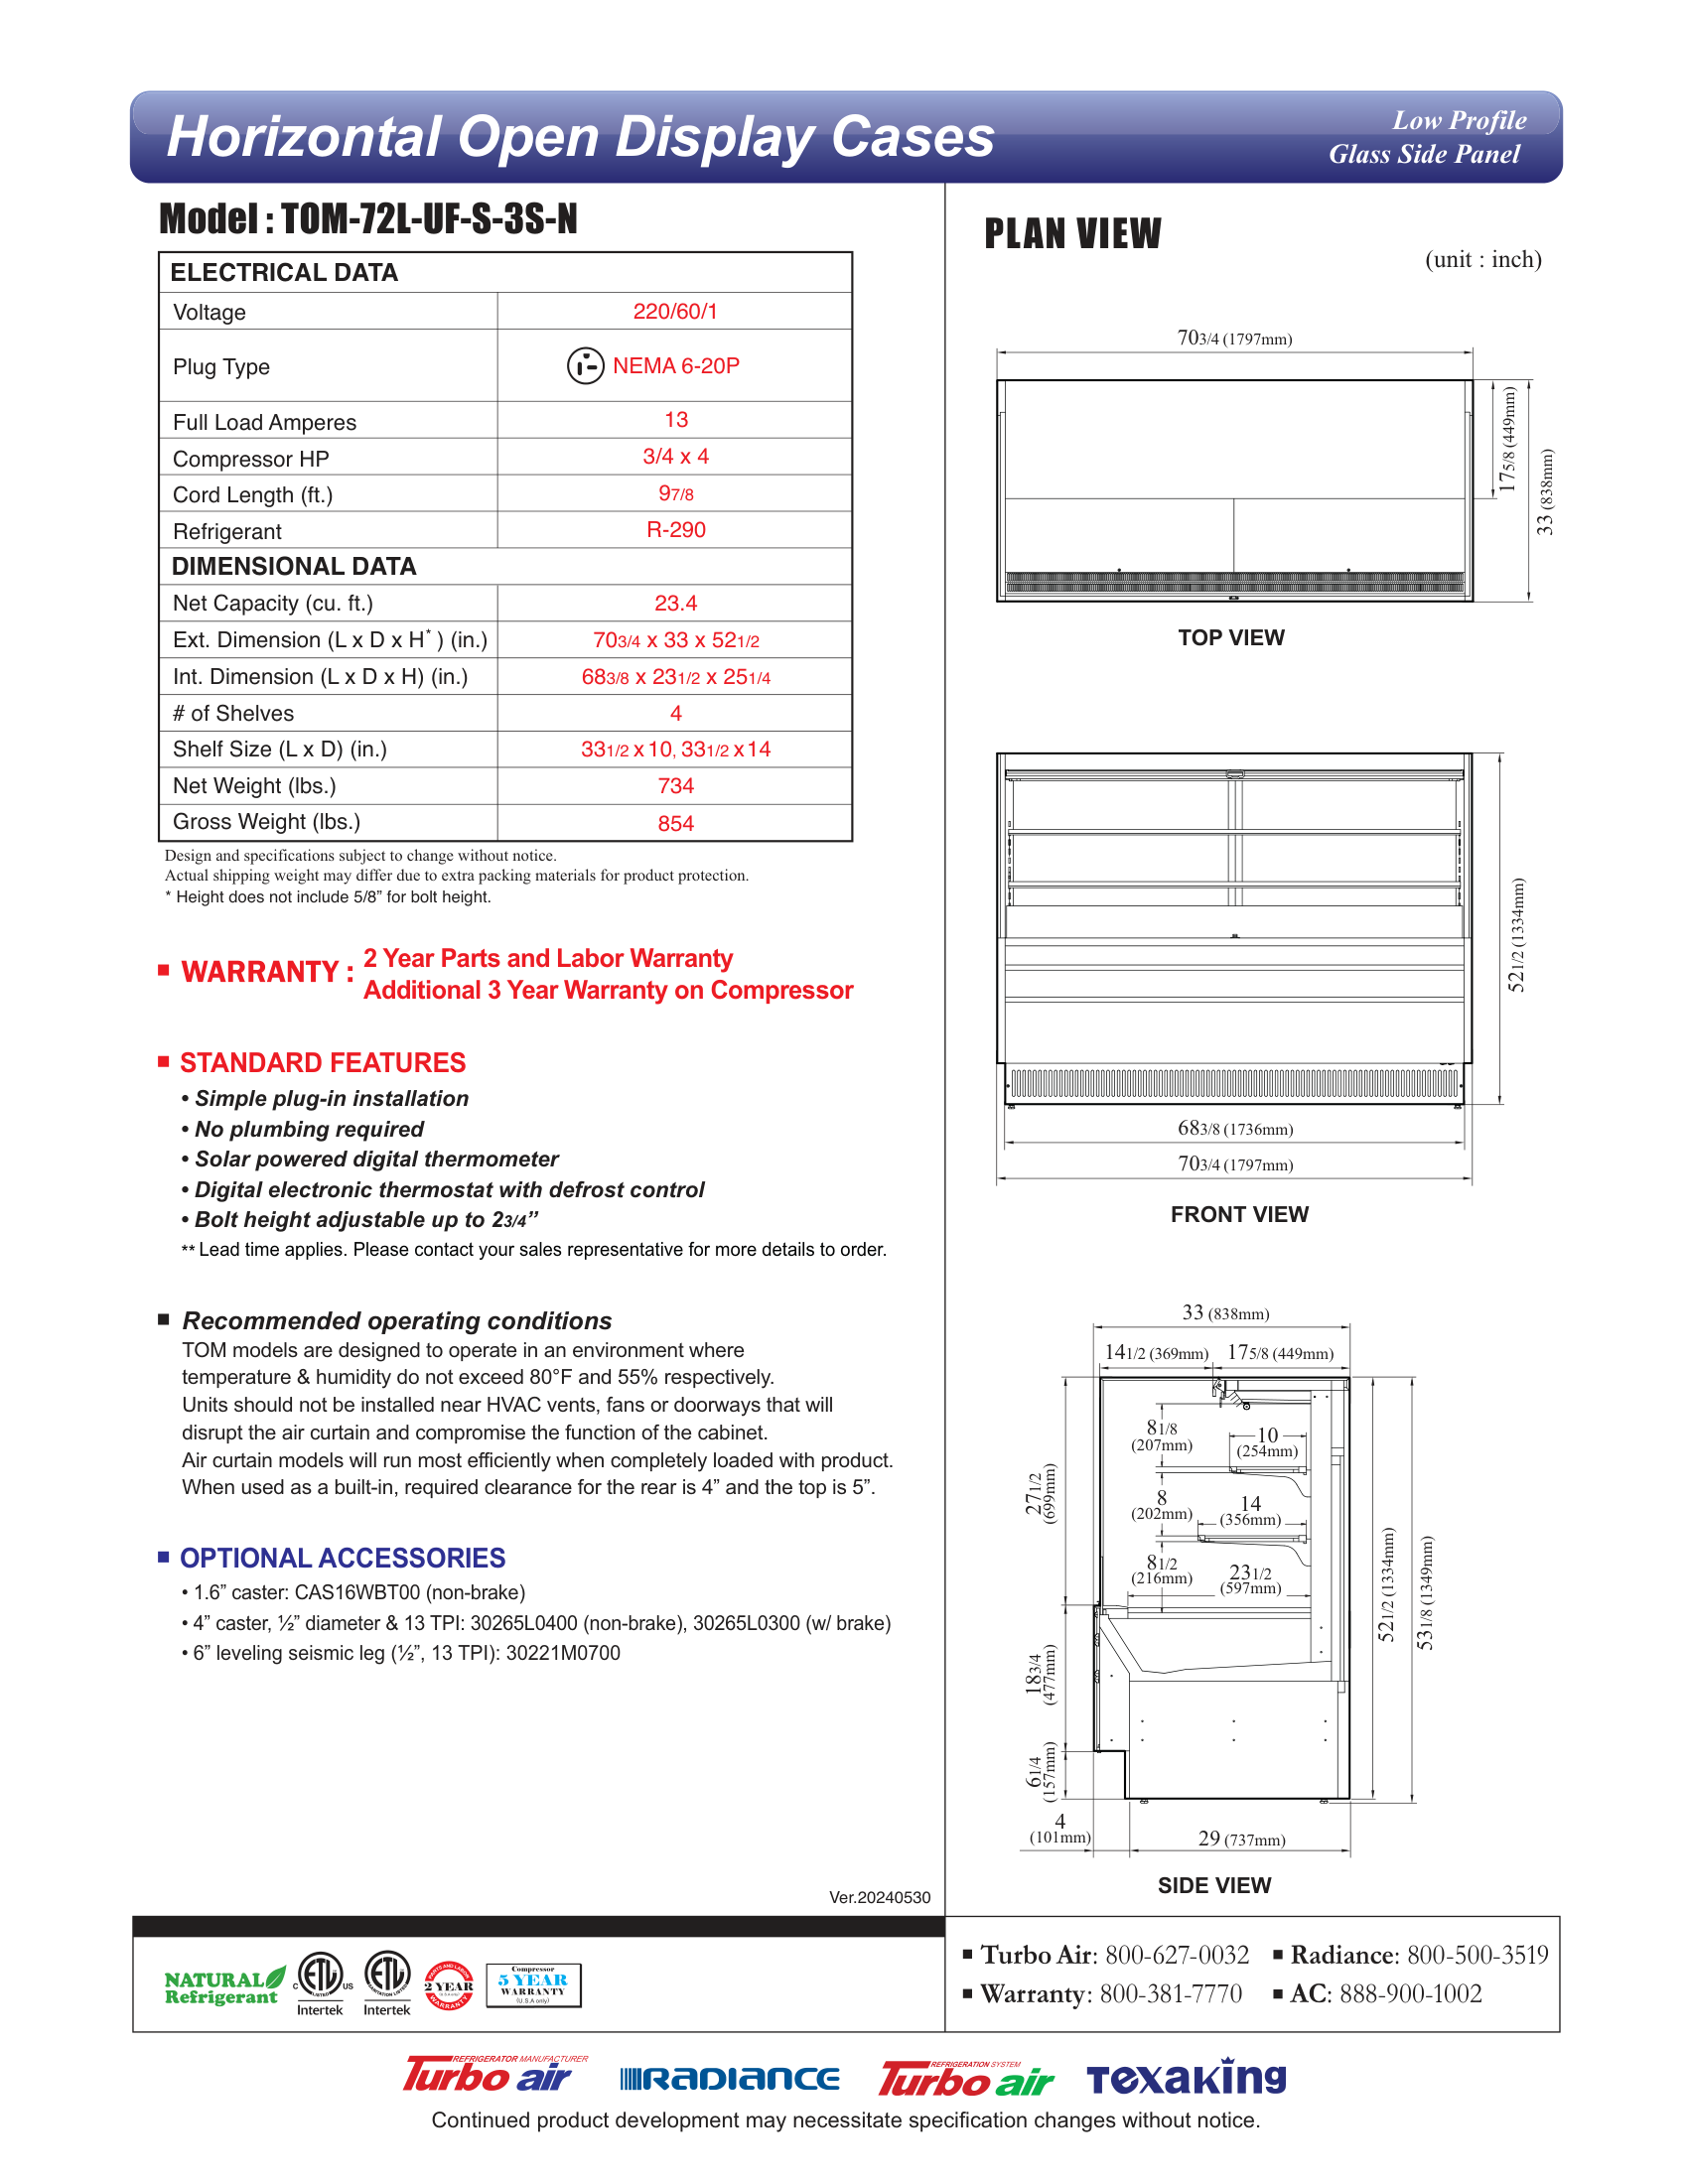 Horizontal Open Display Cases
Low Profile
Glass Side Panel
Model : TOM-72L-UF-S-3S-N
ELECTRICAL DATA
Voltage 220/60/1
Plug Type NEMA 6-20P
Full Load Amperes 13
Compressor HP 3/4 x 4
Cord Length (ft.) 9 7/8
Refrigerant R-290
DIMENSIONAL DATA
Net Capacity (cu. ft.) 23.4
Ext. Dimension (L x D x H* ) (in.) 70 3/4 x 33 x 52 1/2
Int. Dimension (L x D x H) (in.) 68 3/8 x 23 1/2 x 25 1/4
# of Shelves 4
Shelf Size (L x D) (in.) 33 1/2 x 10, 33 1/2 x 14
Net Weight (lbs.) 734
Gross Weight (lbs.) 854
Design and specifications subject to change without notice.
Actual shipping weight may differ due to extra packing materials for product protection.
* Height does not include 5/8” for bolt height.
WARRANTY : 2 Year Parts and Labor Warranty
Additional 3 Year Warranty on Compressor
STANDARD FEATURES
• Simple plug-in installation
• No plumbing required
• Solar powered digital thermometer
• Digital electronic thermostat with defrost control
• Bolt height adjustable up to 2 3/4”
** Lead time applies. Please contact your sales representative for more details to order.
Recommended operating conditions
TOM models are designed to operate in an environment where
temperature & humidity do not exceed 80°F and 55% respectively.
Units should not be installed near HVAC vents, fans or doorways that will
disrupt the air curtain and compromise the function of the cabinet.
Air curtain models will run most efficiently when completely loaded with product.
When used as a built-in, required clearance for the rear is 4” and the top is 5”.
OPTIONAL ACCESSORIES
• 1.6” caster: CAS16WBT00 (non-brake)
• 4” caster, ½” diameter & 13 TPI: 30265L0400 (non-brake), 30265L0300 (w/ brake)
• 6” leveling seismic leg (½”, 13 TPI): 30221M0700
Ver.20240530
PLAN VIEW
(unit : inch)
70 3/4 (1797mm)
17 5/8 (449mm)
33 (838mm)
TOP VIEW
52 1/2 (1334mm)
68 3/8 (1736mm)
70 3/4 (1797mm)
FRONT VIEW
33 (838mm)
14 1/2 (369mm) 17 5/8 (449mm)
8 1/8
(207mm)
10
(254mm)
27 1/2
(699mm)
8
(202mm)
14
(356mm)
8 1/2
(216mm)
23 1/2
(597mm)
52 1/2 (1334mm)
53 1/8 (1349mm)
18 3/4
(477mm)
6 1/4
(157mm)
4
(101mm)
29 (737mm)
SIDE VIEW
NATURAL
Refrigerant
C ETL US
LISTED
Intertek
ETL
SANITATION LISTED
Intertek
PARTS AND LABOR
2 YEAR
WARRANTY
Compressor
5 YEAR
WARRANTY
(U.S.A only)
Turbo Air: 800-627-0032
Radiance: 800-500-3519
Warranty: 800-381-7770
AC: 888-900-1002
REFRIGERATOR MANUFACTURER
Turbo air
RADIANCE
REFRIGERATION SYSTEM
Turbo air
Texaking
Continued product development may necessitate specification changes without notice.